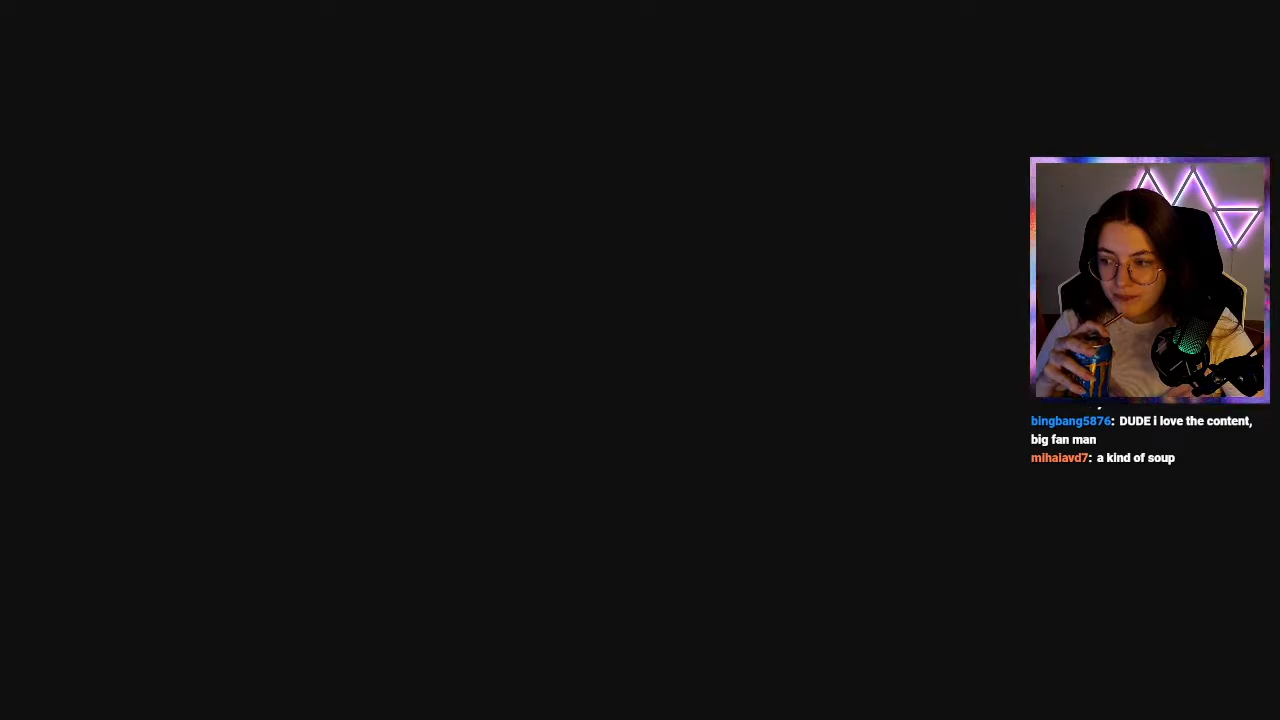 bingbang5876: DUDE i love the content,
big fan man
mihaiavd7: a kind of soup